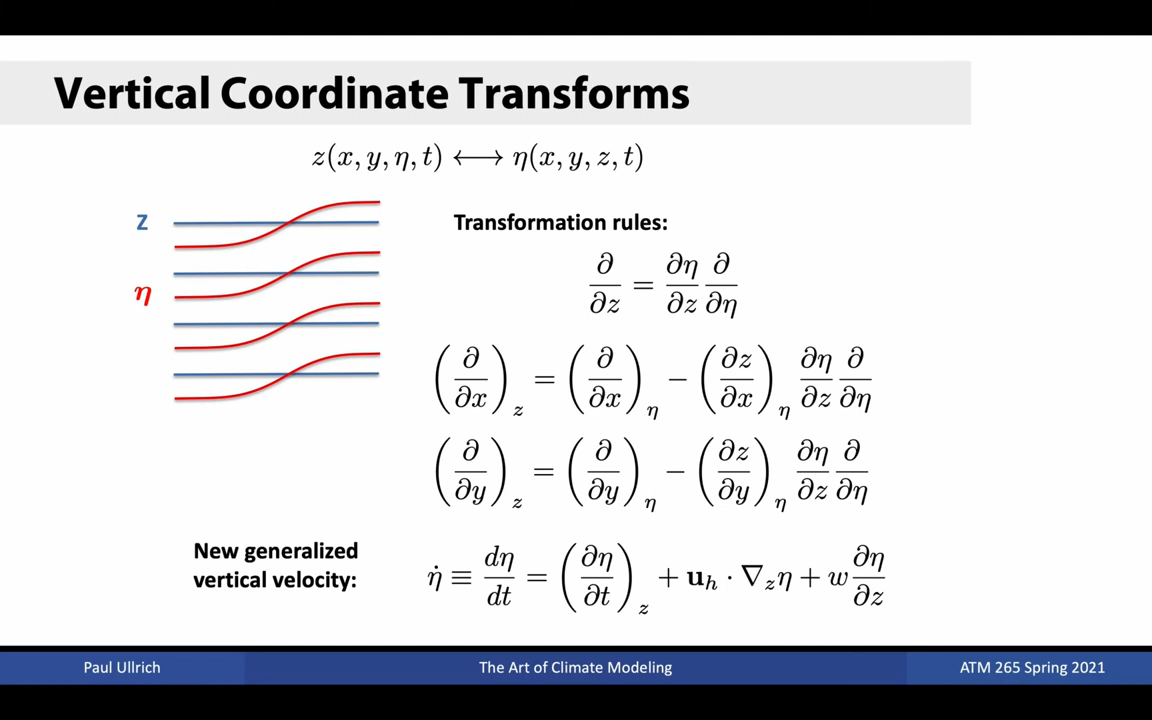 Vertical Coordinate Transforms
z(x, y, η, t) ⟷ η(x, y, z, t)
z
η
Transformation rules:
∂/∂z = ∂η/∂z ∂/∂η
(∂/∂x)_z = (∂/∂x)_η − (∂z/∂x)_η ∂η/∂z ∂/∂η
(∂/∂y)_z = (∂/∂y)_η − (∂z/∂y)_η ∂η/∂z ∂/∂η
New generalized
vertical velocity:
η̇ ≡ dη/dt = (∂η/∂t)_z + u_h · ∇_z η + w ∂η/∂z
Paul Ullrich
The Art of Climate Modeling
ATM 265 Spring 2021